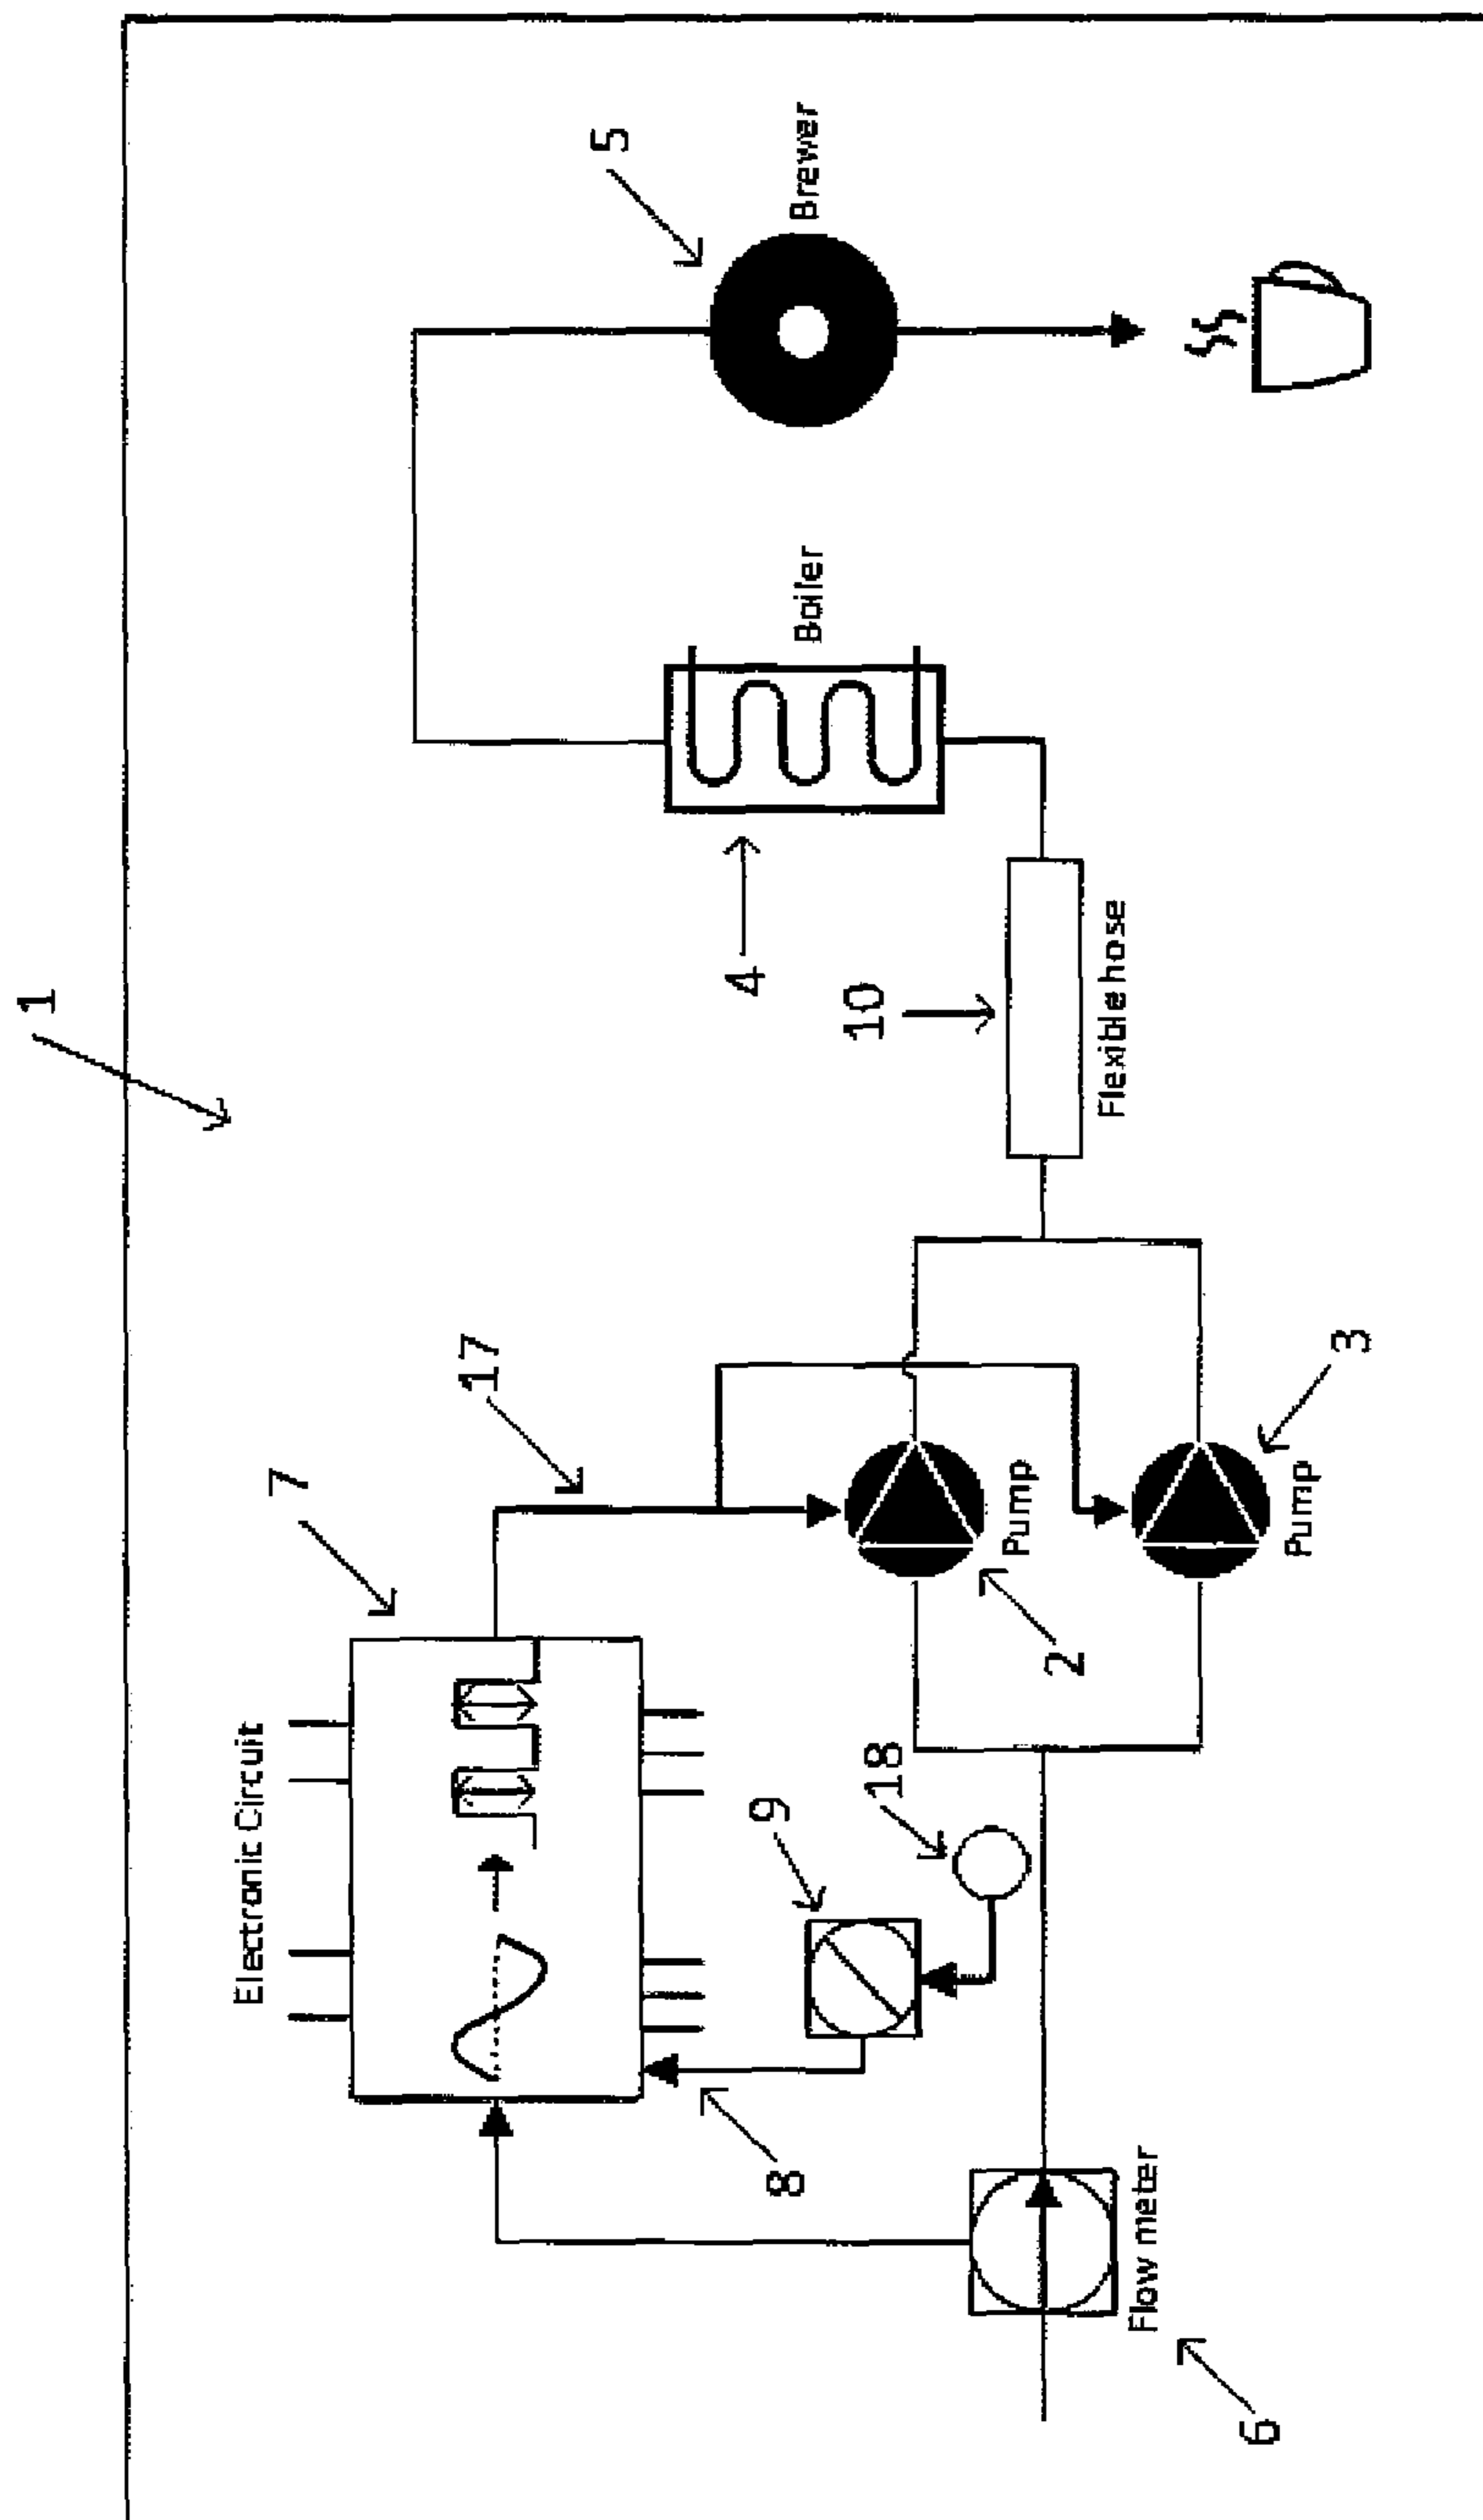 1
Electronic Circuit
7
17
5
Brewer
4
Boiler
10
Flexible hose
8
9
18
2
Pump
3
Pump
6
Flow meter